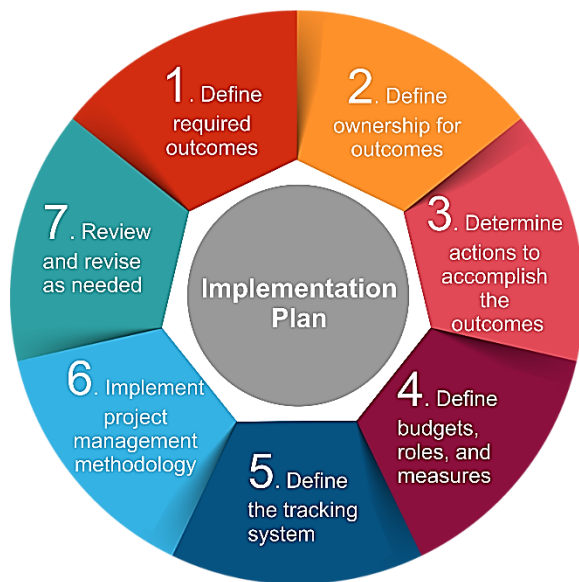 1. Define
required
outcomes
2. Define
ownership for
outcomes
3. Determine
actions to
accomplish
the
outcomes
4. Define
budgets,
roles, and
measures
5. Define
the tracking
system
6. Implement
project
management
methodology
7. Review
and revise
as needed
Implementation
Plan